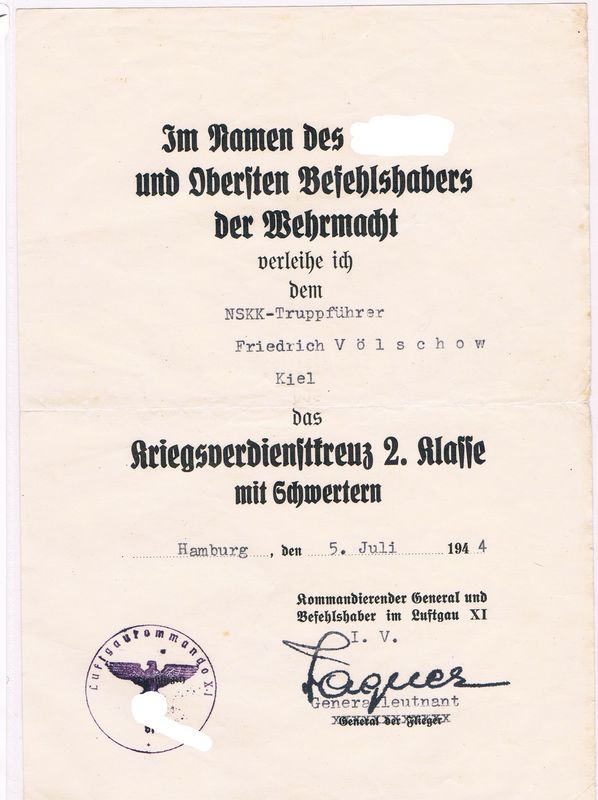 Im Namen des
und Obersten Befehlshabers
der Wehrmacht
verleihe ich
dem
NSKK-Truppführer
Friedrich Völschow
Kiel
das
Kriegsverdienstkreuz 2. Klasse
mit Schwertern
Hamburg, den 5. Juli 1944
Kommandierender General und
Befehlshaber im Luftgau XI
I. V.
Generalleutnant
General der Flieger
Luftgaukommando XI